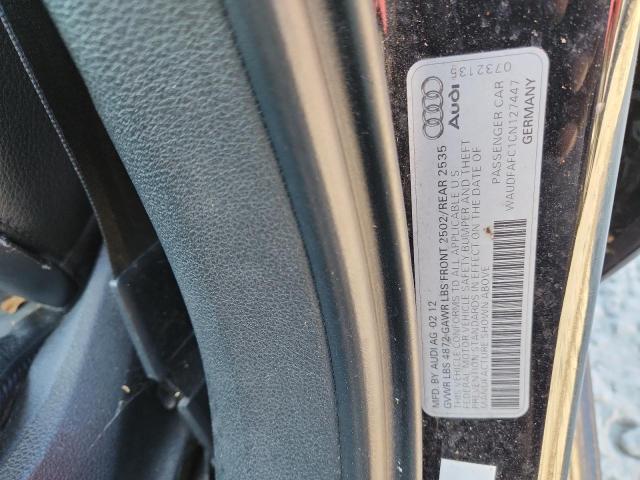 MFD. BY AUDI AG 02 12
GVWR LBS 4872-GAWR LBS FRONT 2502/REAR 2535
THIS VEHICLE CONFORMS TO ALL APPLICABLE U S
FEDERAL MOTOR VEHICLE SAFETY BUMPER AND THEFT
PREVENTION STANDARDS IN EFFECT ON THE DATE OF
MANUFACTURE SHOWN ABOVE
PASSENGER CAR
WAUDFAFC1CN127447
GERMANY
Audi
0732135